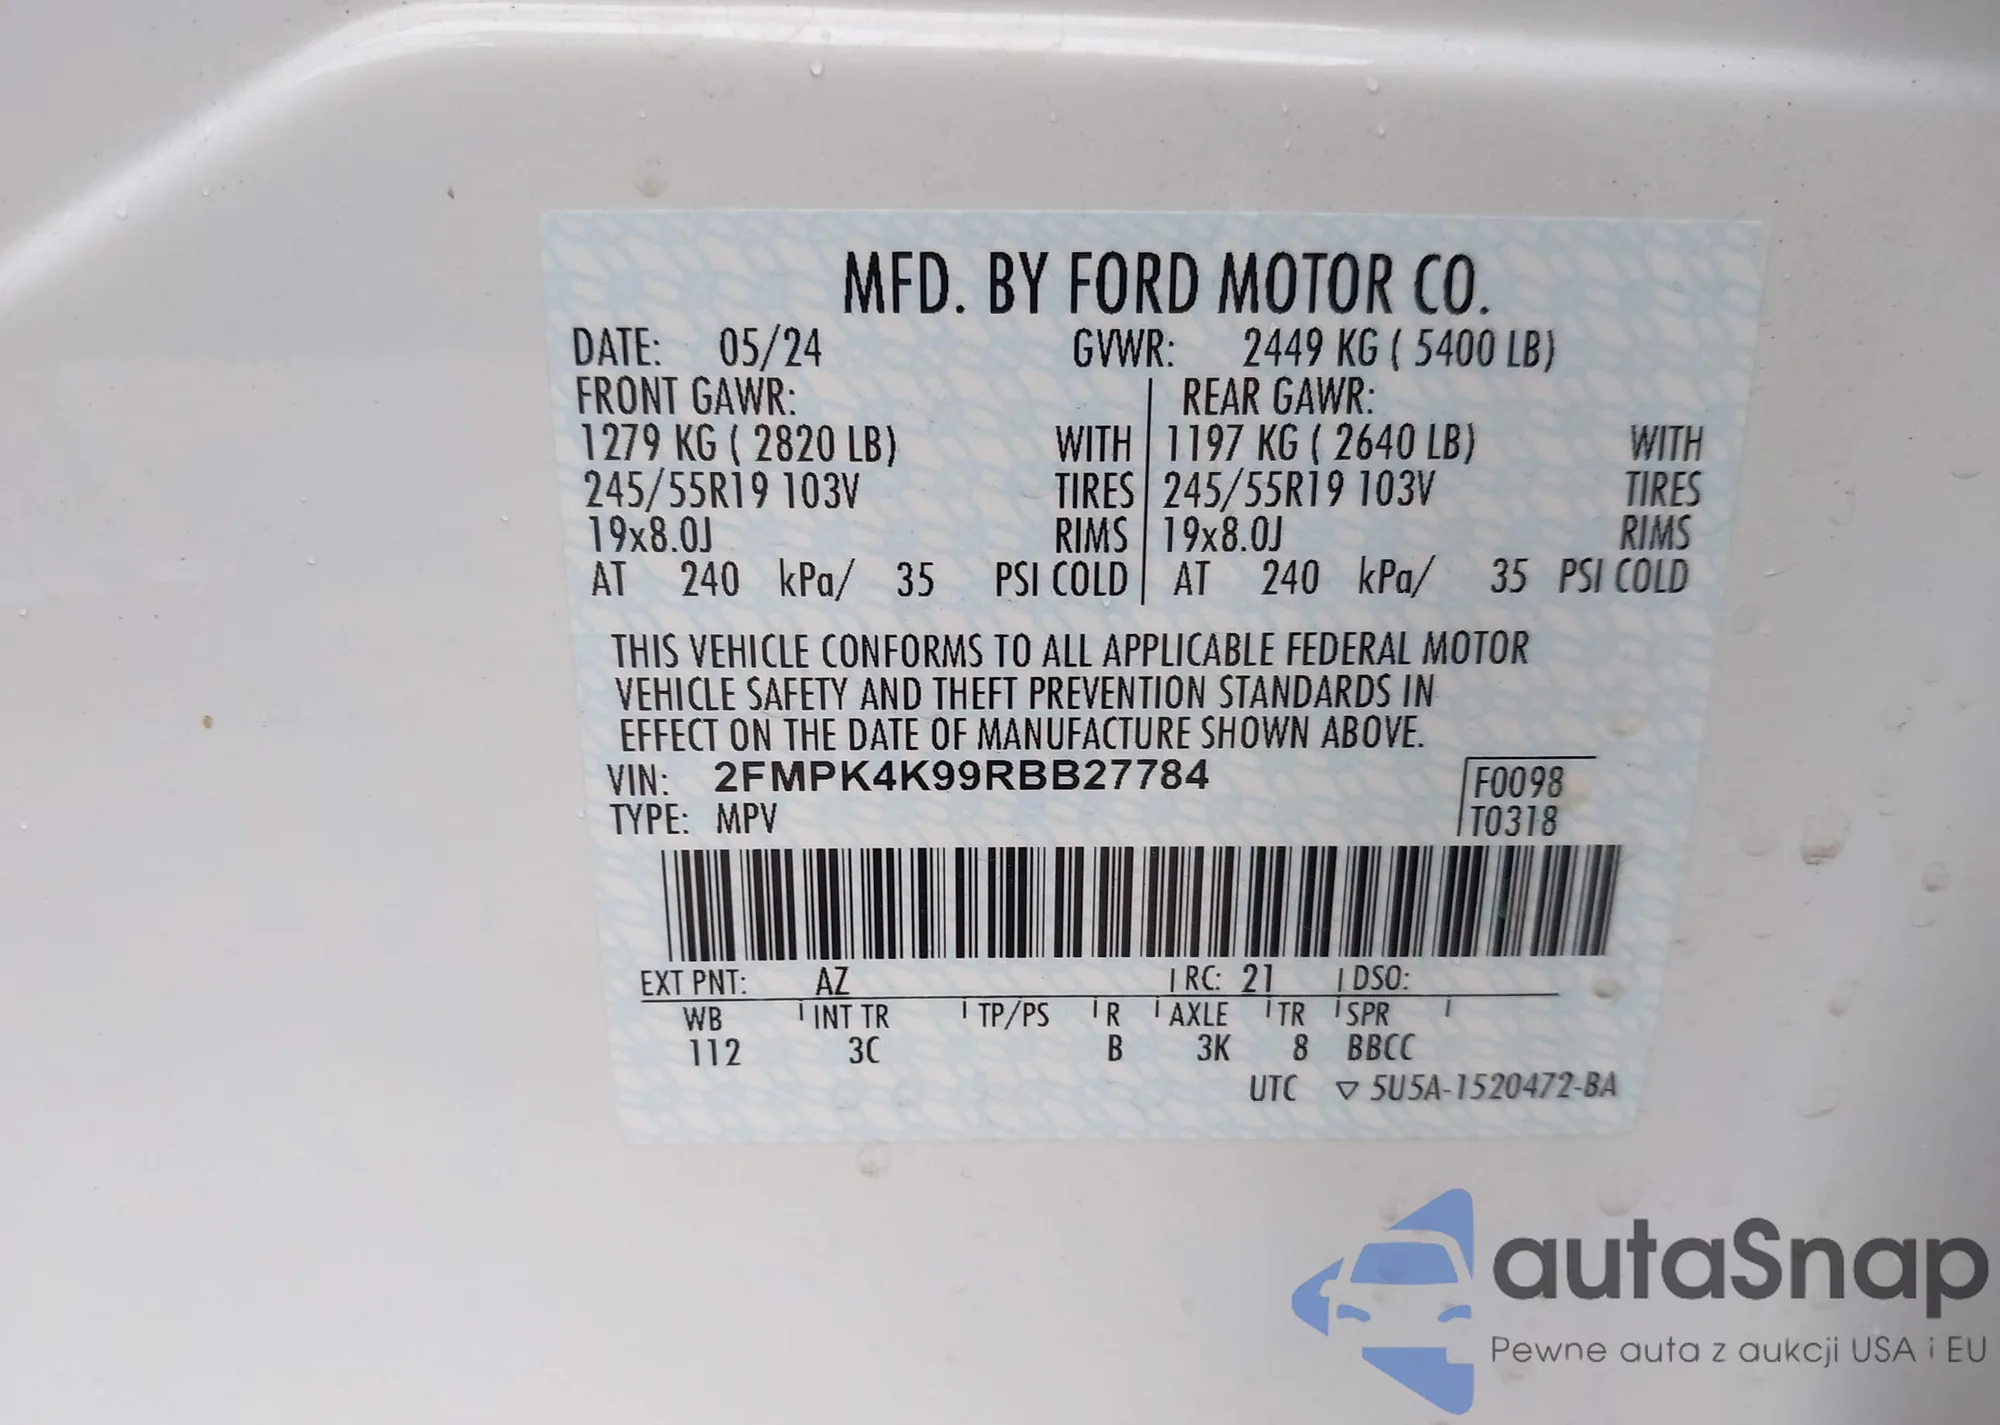 MFD. BY FORD MOTOR CO.
DATE: 05/24 GVWR: 2449 KG ( 5400 LB)
FRONT GAWR: REAR GAWR:
1279 KG ( 2820 LB) WITH 1197 KG ( 2640 LB) WITH
245/55R19 103V TIRES 245/55R19 103V TIRES
19x8.0J RIMS 19x8.0J RIMS
AT 240 kPa/ 35 PSI COLD AT 240 kPa/ 35 PSI COLD
THIS VEHICLE CONFORMS TO ALL APPLICABLE FEDERAL MOTOR
VEHICLE SAFETY AND THEFT PREVENTION STANDARDS IN
EFFECT ON THE DATE OF MANUFACTURE SHOWN ABOVE.
VIN: 2FMPK4K99RBB27784 F0098
TYPE: MPV T0318
EXT PNT: AZ RC: 21 DSO:
WB INT TR TP/PS R AXLE TR SPR
112 3C B 3K 8 BBCC
UTC ▽ 5U5A-1520472-BA
autaSnap
Pewne auta z aukcji USA i EU